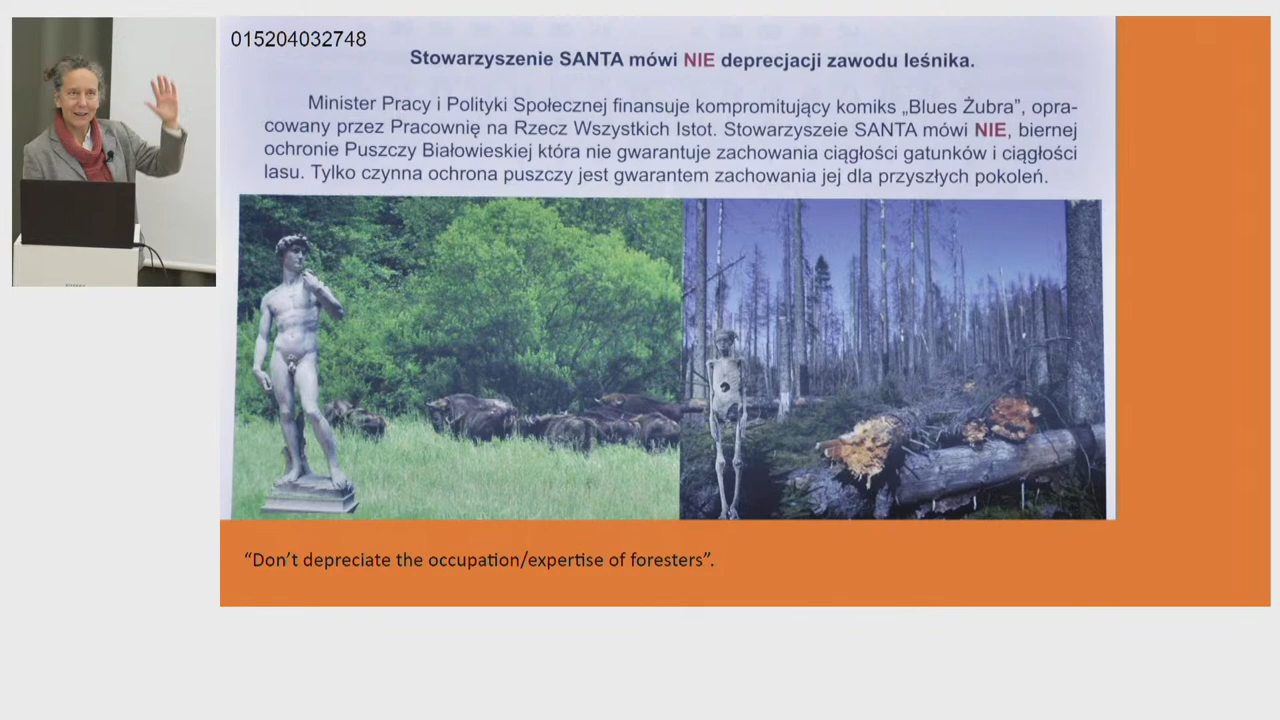 015204032748
Stowarzyszenie SANTA mówi NIE deprecjacji zawodu leśnika.
Minister Pracy i Polityki Społecznej finansuje kompromitujący komiks „Blues Żubra”, opra-
cowany przez Pracownię na Rzecz Wszystkich Istot. Stowarzyszeie SANTA mówi NIE, biernej
ochronie Puszczy Białowieskiej która nie gwarantuje zachowania ciągłości gatunków i ciągłości
lasu. Tylko czynna ochrona puszczy jest gwarantem zachowania jej dla przyszłych pokoleń.
“Don’t depreciate the occupation/expertise of foresters”.